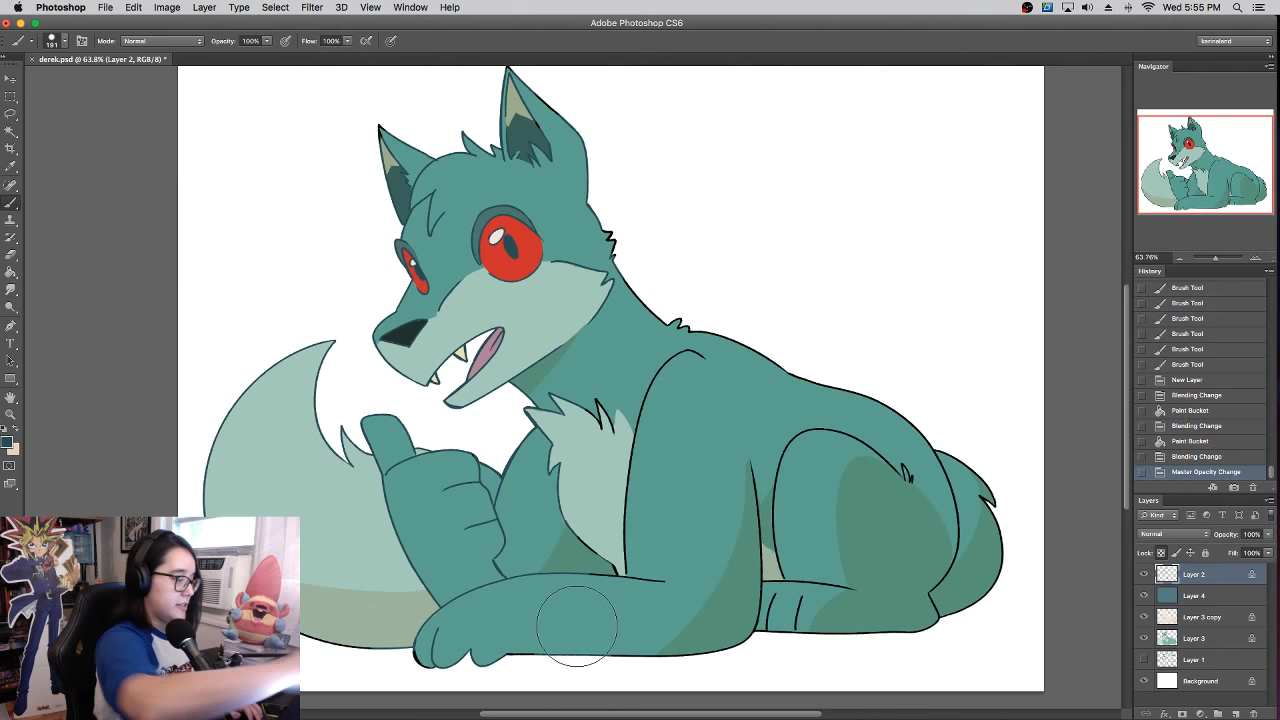 Photoshop File Edit Image Layer Type Select Filter 3D View Window Help Wed 5:55 PM
Adobe Photoshop CS6
191 Mode: Normal Opacity: 100% Flow: 100% karinaland
derek.psd @ 63.8% (Layer 2, RGB/8) *
Navigator
63.76%
History
Brush Tool
Brush Tool
Brush Tool
Brush Tool
Brush Tool
Brush Tool
New Layer
Blending Change
Paint Bucket
Blending Change
Paint Bucket
Blending Change
Master Opacity Change
Layers
Kind
Normal Opacity: 100%
Lock: Fill: 100%
Layer 2
Layer 4
Layer 3 copy
Layer 3
Layer 1
Background